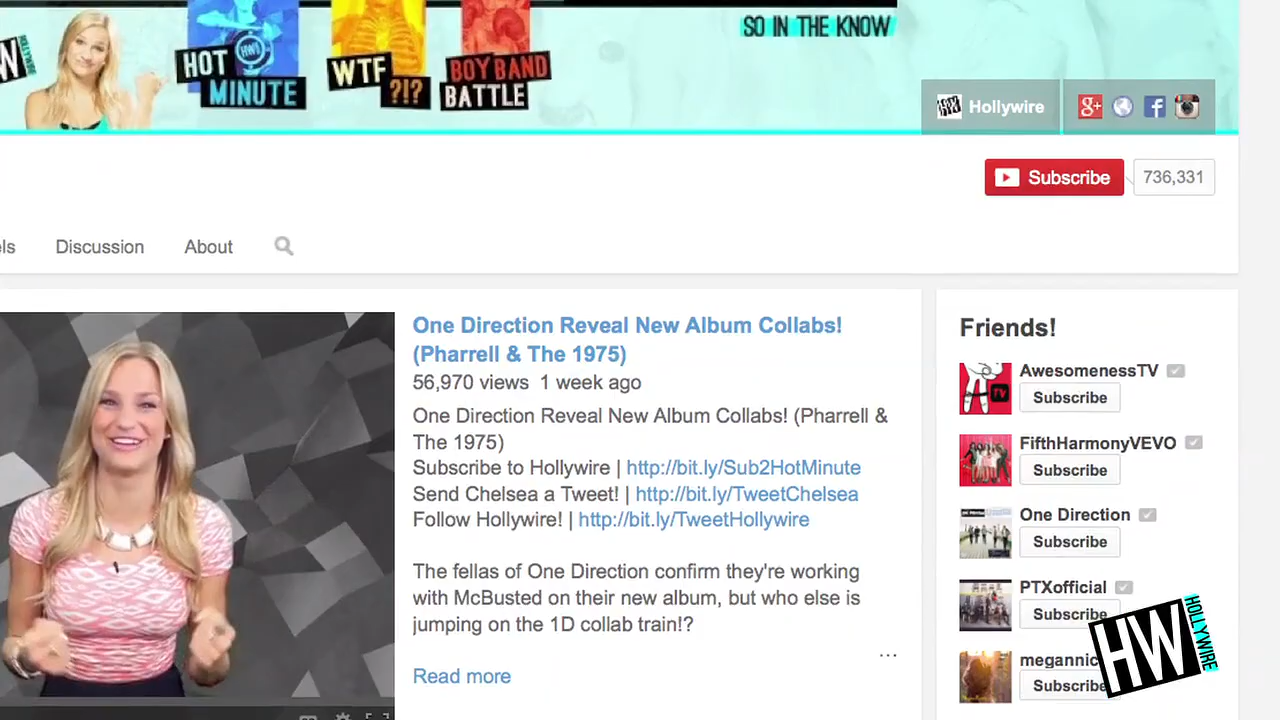 SO IN THE KNOW
HW HOLLYWIRE
HOT
MINUTE
WTF
?!?
BOY BAND
BATTLE
Hollywire
Subscribe 736,331
Discussion About
One Direction Reveal New Album Collabs!
(Pharrell & The 1975)
56,970 views 1 week ago
One Direction Reveal New Album Collabs! (Pharrell &
The 1975)
Subscribe to Hollywire | http://bit.ly/Sub2HotMinute
Send Chelsea a Tweet! | http://bit.ly/TweetChelsea
Follow Hollywire! | http://bit.ly/TweetHollywire
The fellas of One Direction confirm they're working
with McBusted on their new album, but who else is
jumping on the 1D collab train!?
...
Read more
Friends!
AwesomenessTV
Subscribe
FifthHarmonyVEVO
Subscribe
One Direction
Subscribe
PTXofficial
Subscribe
megannic
Subscribe
HW HOLLYWIRE